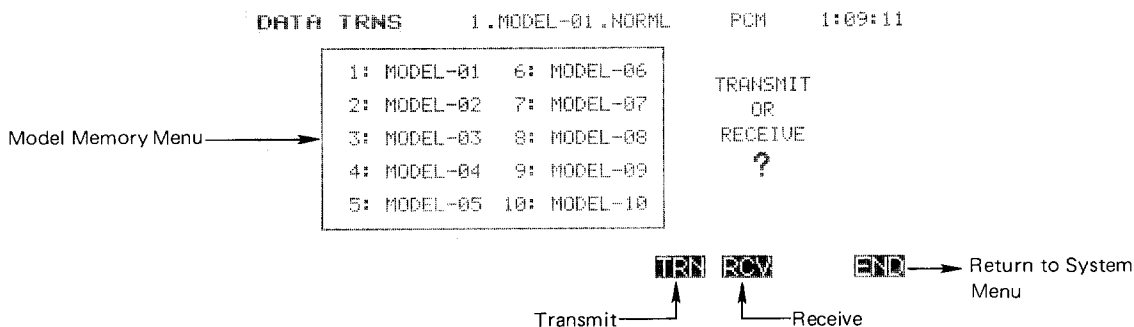 DATA TRNS 1.MODEL-01.NORML PCM 1:09:11
1: MODEL-01 6: MODEL-06
2: MODEL-02 7: MODEL-07
3: MODEL-03 8: MODEL-08
4: MODEL-04 9: MODEL-09
5: MODEL-05 10: MODEL-10
Model Memory Menu
TRANSMIT
OR
RECEIVE
?
TRN RCV END
Return to System
Menu
Transmit
Receive